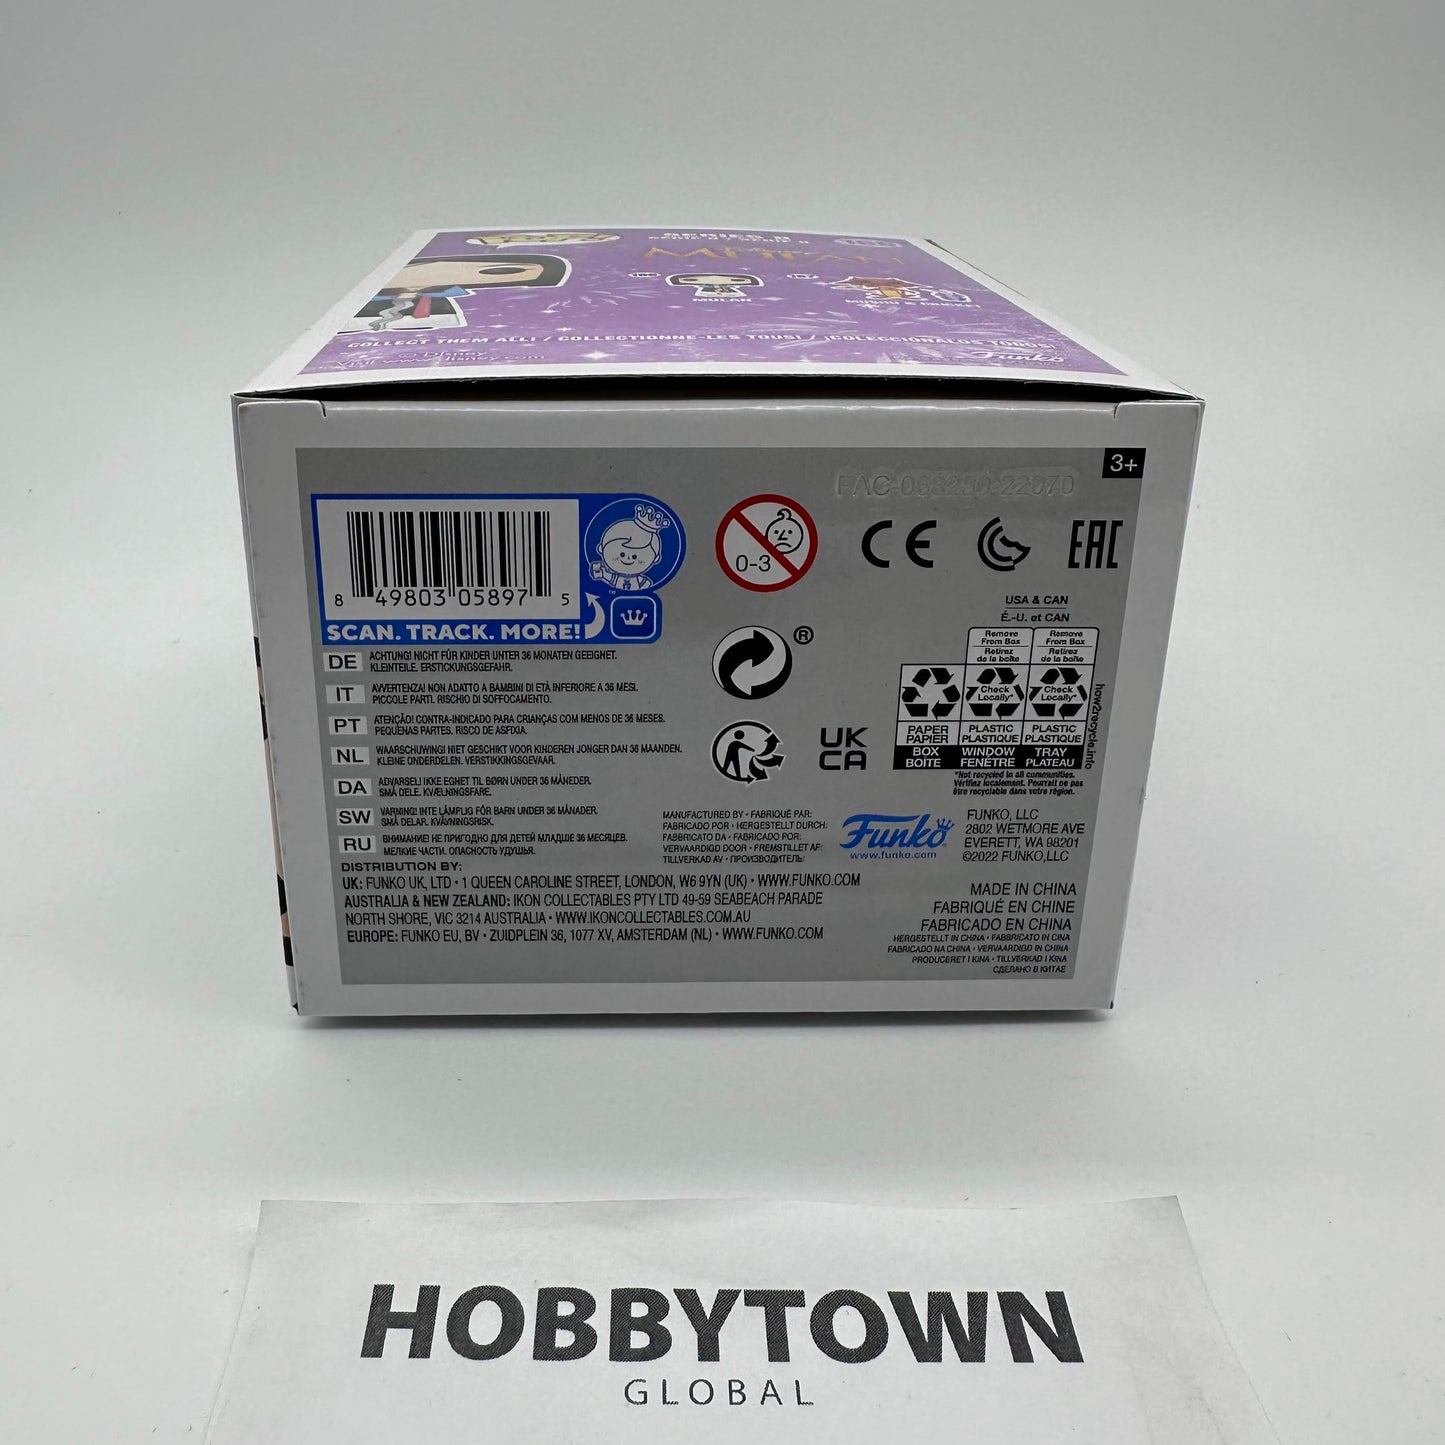 SERIES 8
MULAN
166
167
MULAN
MUSHU & CRICKET
COLLECT THEM ALL! / COLLECTIONNE-LES TOUS! / ¡COLECCIONALOS TODOS!
© Disney
Funko
3+
8 49803 05897 5
SCAN. TRACK. MORE!
™
0-3
CE
EAC
USA & CAN
É.-U. et CAN
Remove From Box
Retirez de la boîte
Remove From Box
Retirez de la boîte
Check Locally*
Check Locally*
PAPER PAPIER
PLASTIC PLASTIQUE
PLASTIC PLASTIQUE
BOX BOÎTE
WINDOW FENÊTRE
TRAY PLATEAU
how2recycle.info
*Not recycled in all communities.
Vérifiez localement. Pourrait ne pas
être recyclable dans votre région.
®
UK
CA
DE ACHTUNG! NICHT FÜR KINDER UNTER 36 MONATEN GEEIGNET.
KLEINTEILE. ERSTICKUNGSGEFAHR.
IT AVVERTENZA! NON ADATTO A BAMBINI DI ETÀ INFERIORE A 36 MESI.
PICCOLE PARTI. RISCHIO DI SOFFOCAMENTO.
PT ATENÇÃO! CONTRA-INDICADO PARA CRIANÇAS COM MENOS DE 36 MESES.
PEQUENAS PARTES. RISCO DE ASFIXIA.
NL WAARSCHUWING! NIET GESCHIKT VOOR KINDEREN JONGER DAN 36 MAANDEN.
KLEINE ONDERDELEN. VERSTIKKINGSGEVAAR.
DA ADVARSEL! IKKE EGNET TIL BØRN UNDER 36 MÅNEDER.
SMÅ DELE. KVÆLNINGSFARE.
SW VARNING! INTE LÄMPLIG FÖR BARN UNDER 36 MÅNADER.
SMÅ DELAR. KVÄVNINGSRISK.
RU ВНИМАНИЕ! НЕ ПРИГОДНО ДЛЯ ДЕТЕЙ МЛАДШЕ 36 МЕСЯЦЕВ.
МЕЛКИЕ ЧАСТИ. ОПАСНОСТЬ УДУШЬЯ.
MANUFACTURED BY • FABRIQUÉ PAR:
FABRICADO POR • HERGESTELLT DURCH:
FABBRICATO DA • FABRICADO POR:
VERVAARDIGD DOOR • FREMSTILLET AF:
TILLVERKAD AV • ПРОИЗВОДИТЕЛЬ:
Funko
www.funko.com
FUNKO, LLC
2802 WETMORE AVE
EVERETT, WA 98201
©2022 FUNKO,LLC
DISTRIBUTION BY:
UK: FUNKO UK, LTD • 1 QUEEN CAROLINE STREET, LONDON, W6 9YN (UK) • WWW.FUNKO.COM
AUSTRALIA & NEW ZEALAND: IKON COLLECTABLES PTY LTD 49-59 SEABEACH PARADE
NORTH SHORE, VIC 3214 AUSTRALIA • WWW.IKONCOLLECTABLES.COM.AU
EUROPE: FUNKO EU, BV • ZUIDPLEIN 36, 1077 XV, AMSTERDAM (NL) • WWW.FUNKO.COM
MADE IN CHINA
FABRIQUÉ EN CHINE
FABRICADO EN CHINA
HERGESTELLT IN CHINA • FABBRICATO IN CINA
FABRICADO NA CHINA • VERVAARDIGD IN CHINA
PRODUCERET I KINA • TILLVERKAD I KINA
СДЕЛАНО В КИТАЕ
HOBBYTOWN
GLOBAL